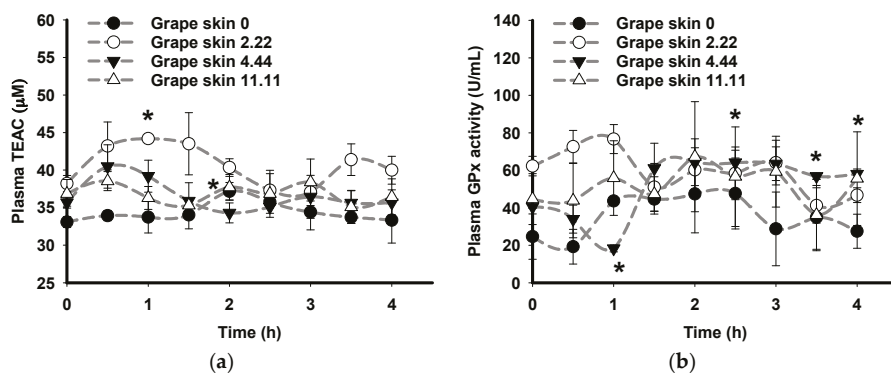 Grape skin 0
Grape skin 2.22
Grape skin 4.44
Grape skin 11.11
60
55
50
45
40
35
30
25
Plasma TEAC (µM)
*
*
0 1 2 3 4
Time (h)
(a)
Grape skin 0
Grape skin 2.22
Grape skin 4.44
Grape skin 11.11
140
120
100
80
60
40
20
0
Plasma GPx activity (U/mL)
*
*
*
*
0 1 2 3 4
Time (h)
(b)